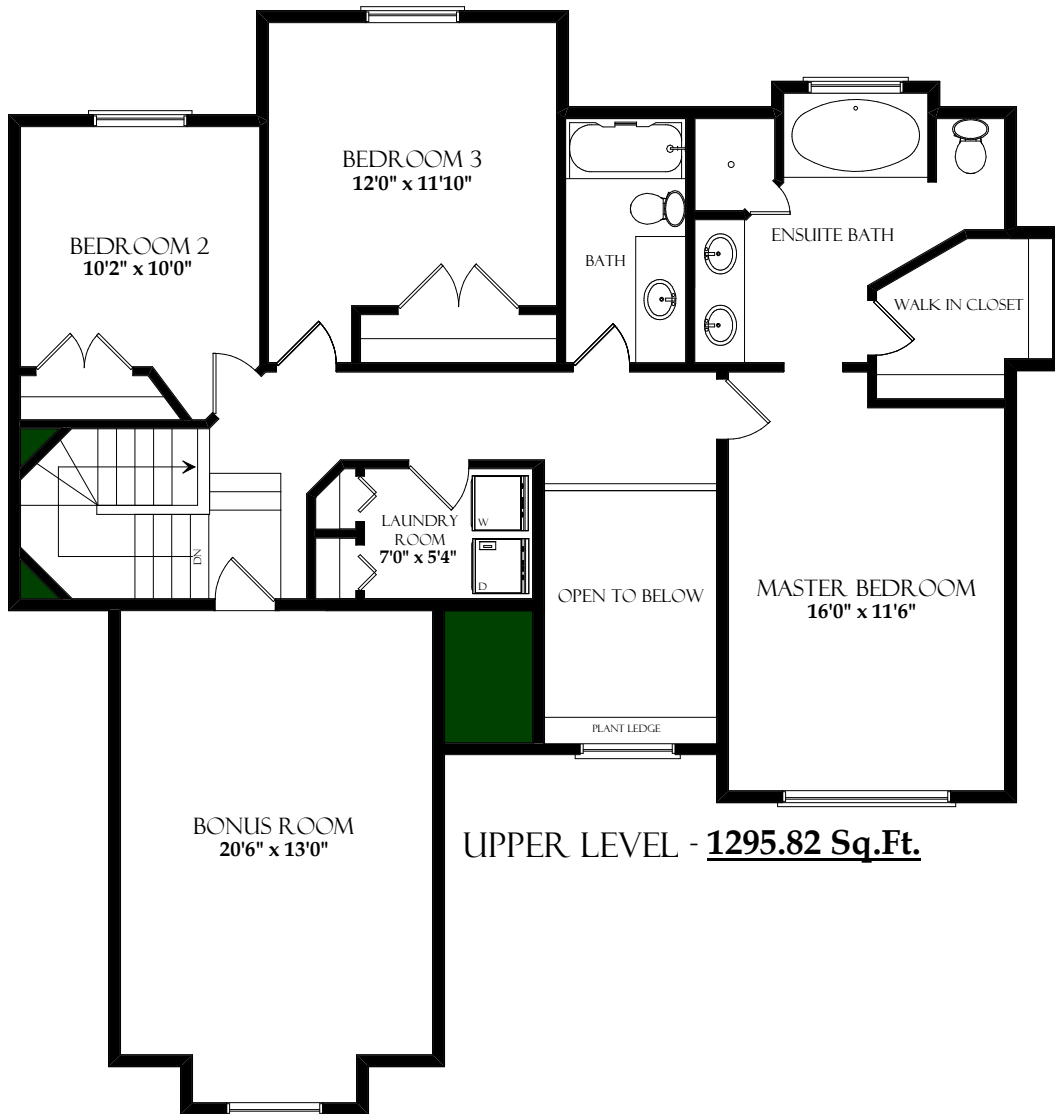 BEDROOM 3
12'0" x 11'10"
BEDROOM 2
10'2" x 10'0"
BATH
ENSUITE BATH
WALK IN CLOSET
W
LAUNDRY
ROOM
7'0" x 5'4"
D
DN
OPEN TO BELOW
MASTER BEDROOM
16'0" x 11'6"
PLANT LEDGE
BONUS ROOM
20'6" x 13'0"
UPPER LEVEL - 1295.82 Sq.Ft.